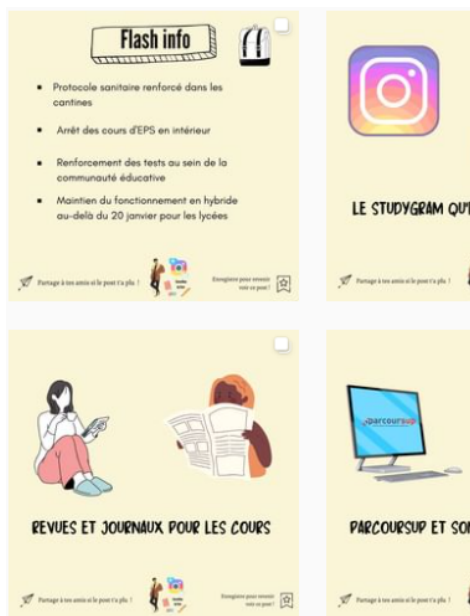 Flash info
Protocole sanitaire renforcé dans les
cantines
Arrêt des cours d'EPS en intérieur
Renforcement des tests au sein de la
communauté éducative
Maintien du fonctionnement en hybride
au-delà du 20 janvier pour les lycées
Partage à tes amis si le post t'a plu !
Enregistre pour revenir
voir ce post !
LE STUDYGRAM QU'I
Partage à tes amis si le post t'a plu !
REVUES ET JOURNAUX POUR LES COURS
Partage à tes amis si le post t'a plu !
Enregistre pour revenir
voir ce post !
parcoursup
PARCOURSUP ET SON
Partage à tes amis si le post t'a plu !